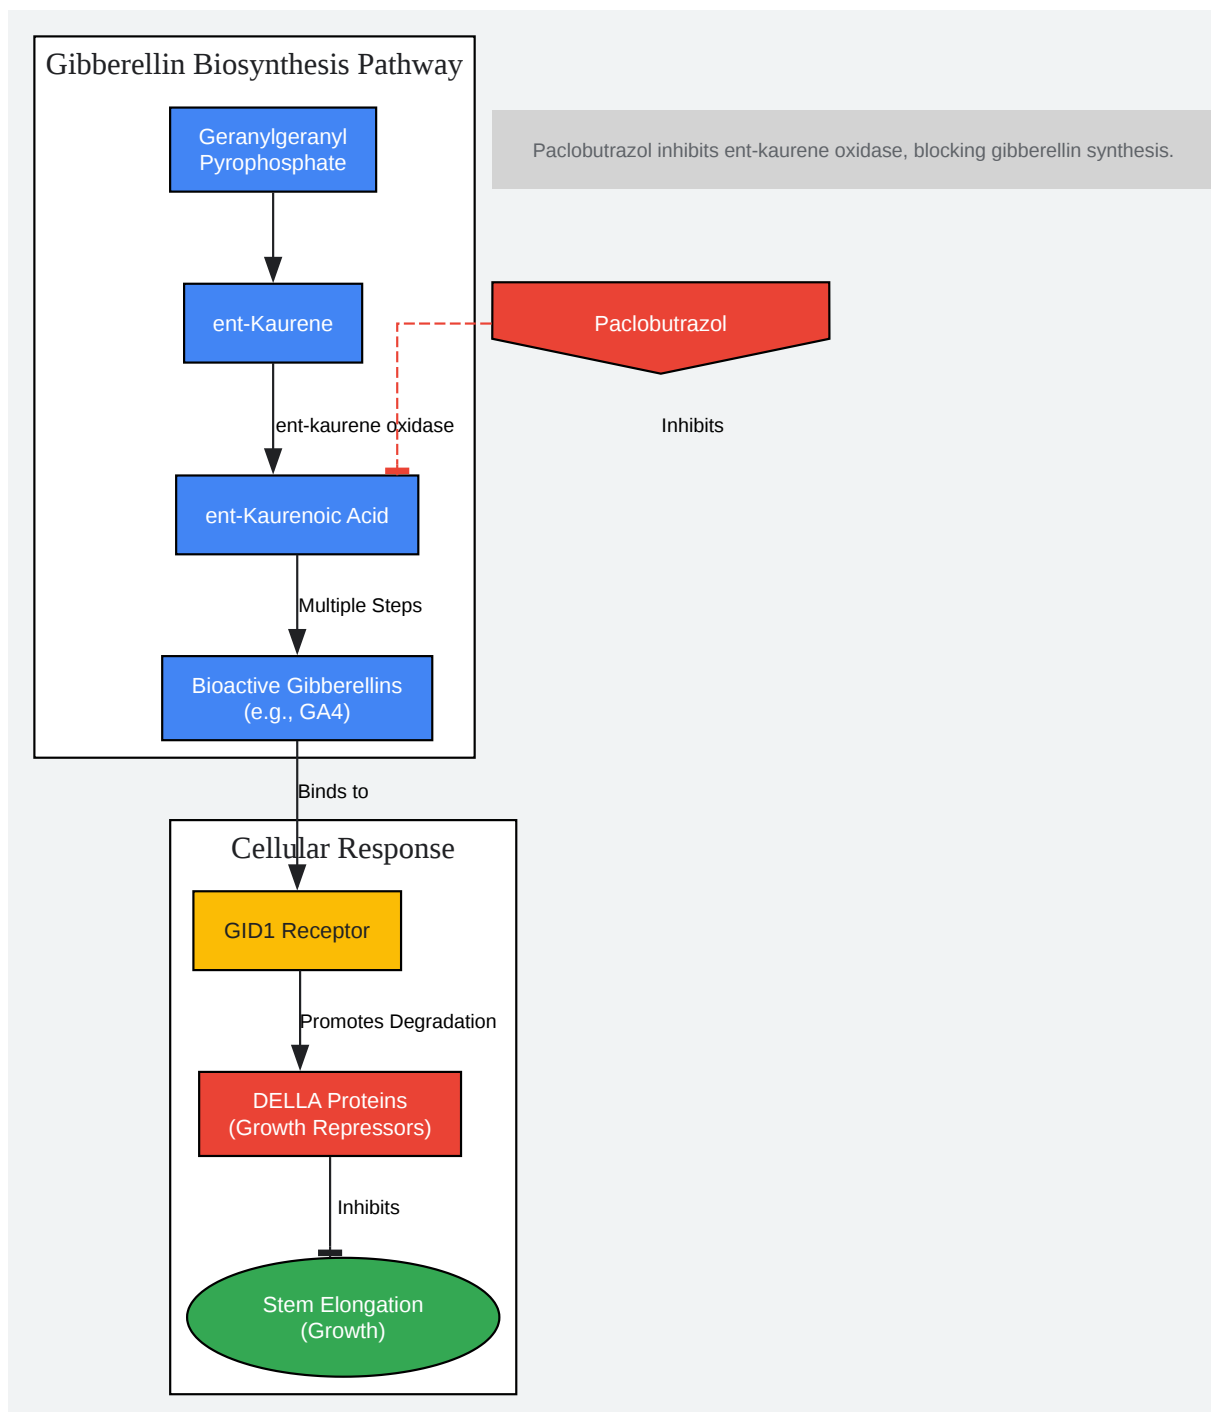 Gibberellin Biosynthesis Pathway
Geranylgeranyl
Pyrophosphate
Paclobutrazol inhibits ent-kaurene oxidase, blocking gibberellin synthesis.
ent-Kaurene
Paclobutrazol
ent-kaurene oxidase
Inhibits
ent-Kaurenoic Acid
Multiple Steps
Bioactive Gibberellins
(e.g., GA4)
Binds to
Cellular Response
GID1 Receptor
Promotes Degradation
DELLA Proteins
(Growth Repressors)
Inhibits
Stem Elongation
(Growth)